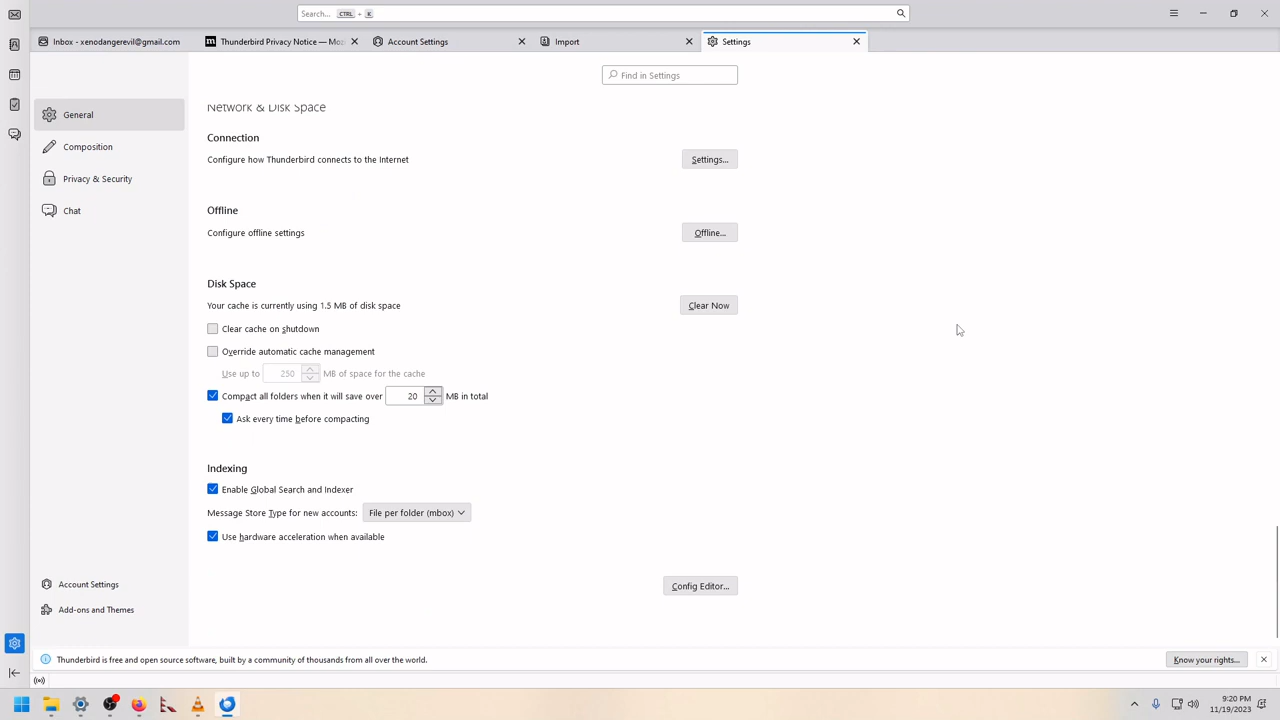 Search... CTRL + K
Inbox - xenodangerevil@gmail.com
Thunderbird Privacy Notice — Moz
Account Settings
Import
Settings
Find in Settings
General
Composition
Privacy & Security
Chat
Network & Disk Space
Connection
Configure how Thunderbird connects to the Internet
Settings...
Offline
Configure offline settings
Offline...
Disk Space
Your cache is currently using 1.5 MB of disk space
Clear Now
Clear cache on shutdown
Override automatic cache management
Use up to 250 MB of space for the cache
Compact all folders when it will save over 20 MB in total
Ask every time before compacting
Indexing
Enable Global Search and Indexer
Message Store Type for new accounts: File per folder (mbox)
Use hardware acceleration when available
Config Editor...
Account Settings
Add-ons and Themes
Thunderbird is free and open source software, built by a community of thousands from all over the world.
Know your rights...
9:20 PM
11/19/2023